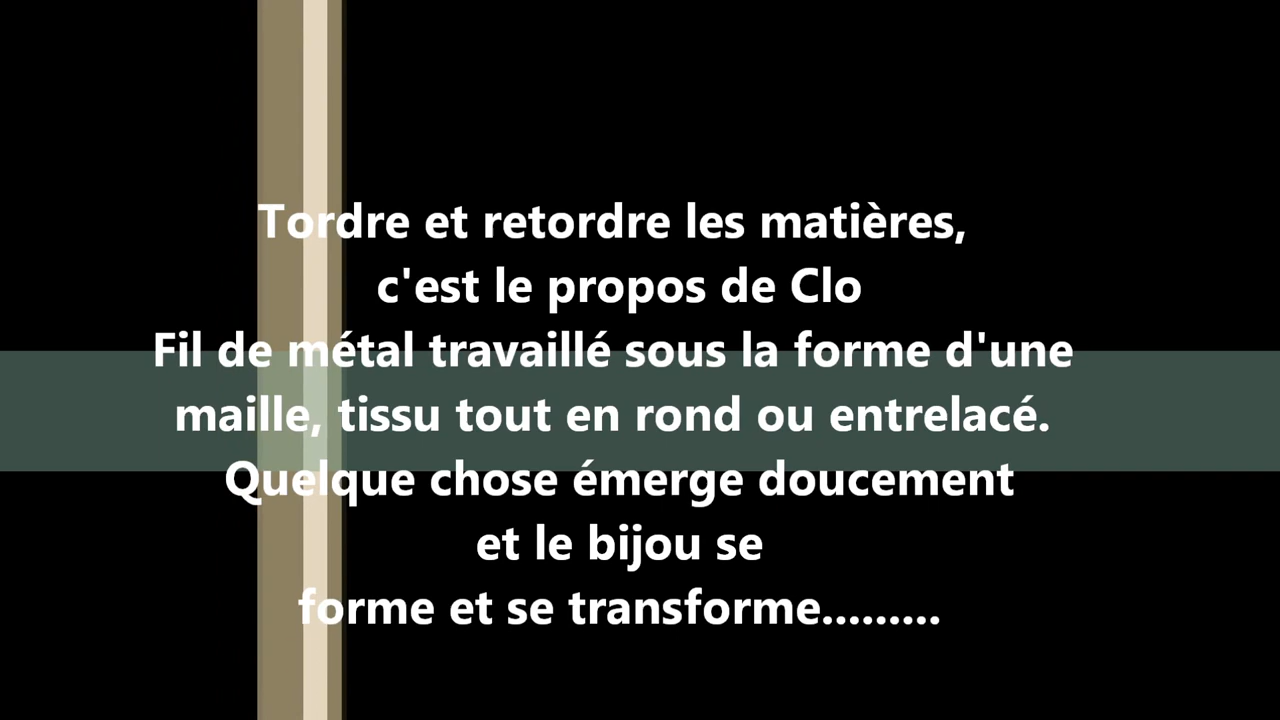 Tordre et retordre les matières,
c'est le propos de Clo
Fil de métal travaillé sous la forme d'une
maille, tissu tout en rond ou entrelacé.
Quelque chose émerge doucement
et le bijou se
forme et se transforme.........